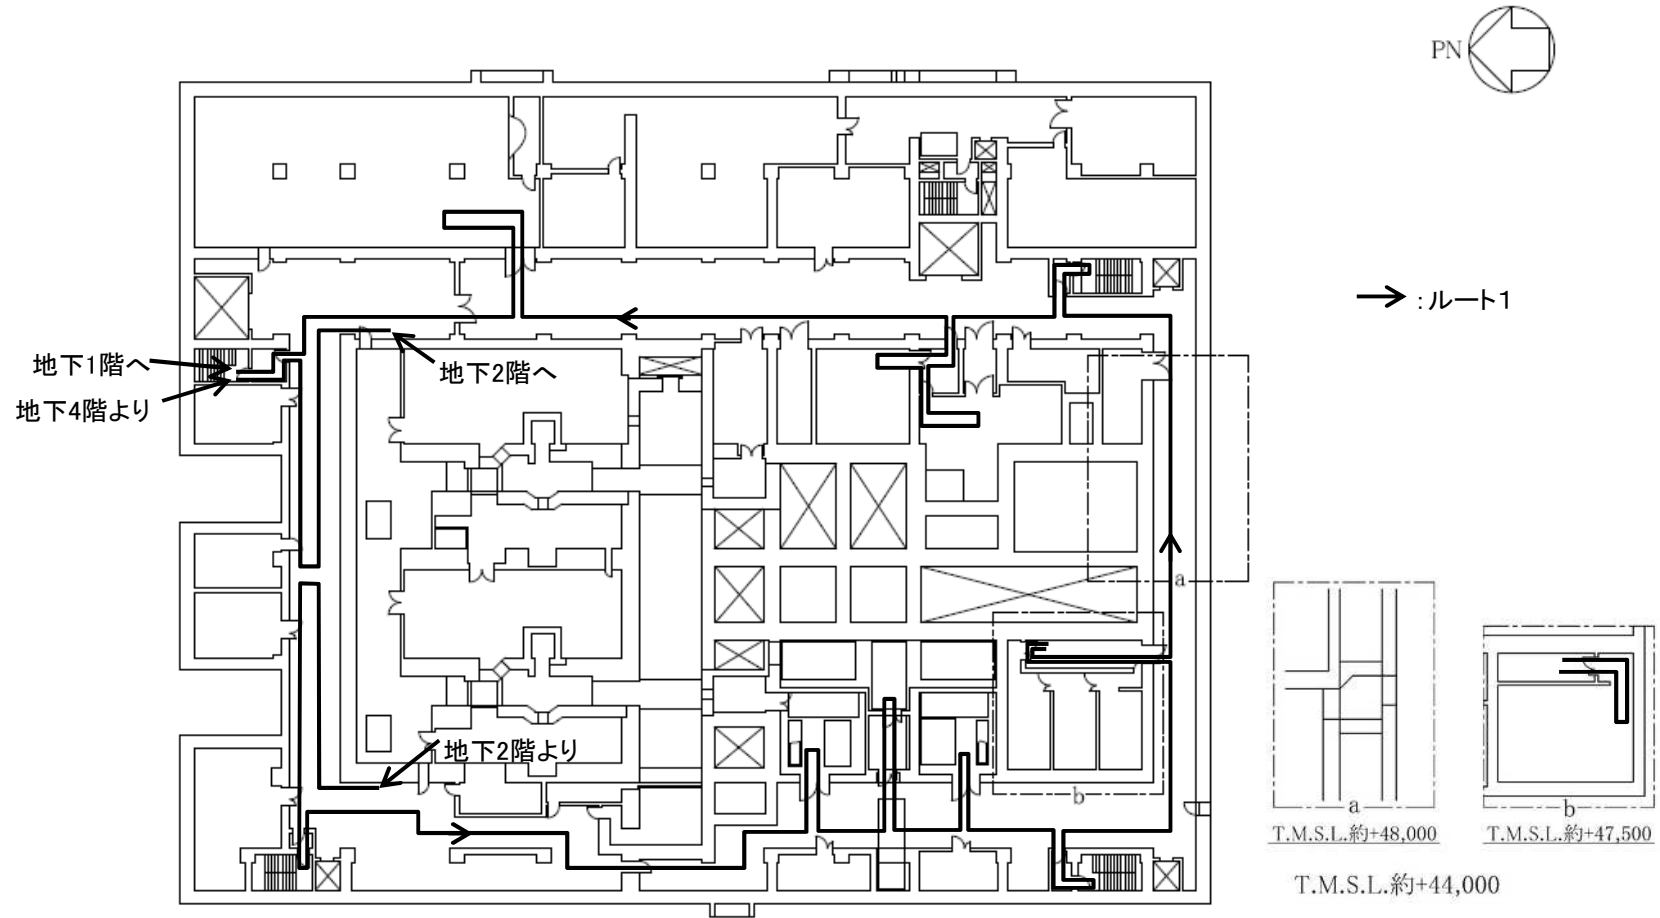 PN
：ルート1
地下1階へ
地下2階へ
地下4階より
a
地下2階より
b
a
T.M.S.L.約+48,000
b
T.M.S.L.約+47,500
T.M.S.L.約+44,000